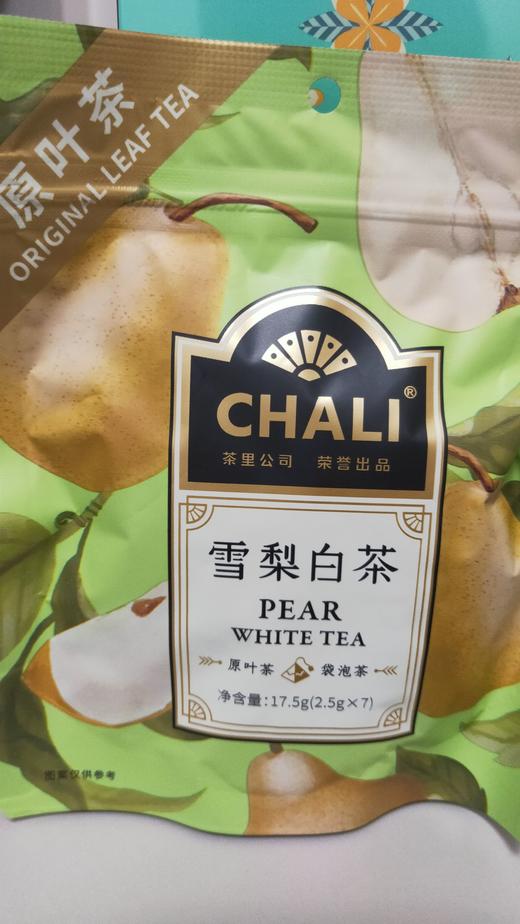 原叶茶
ORIGINAL LEAF TEA
CHALI®
茶里公司 荣誉出品
雪梨白茶
PEAR
WHITE TEA
原叶茶 袋泡茶
净含量:17.5g(2.5g×7)
图案仅供参考